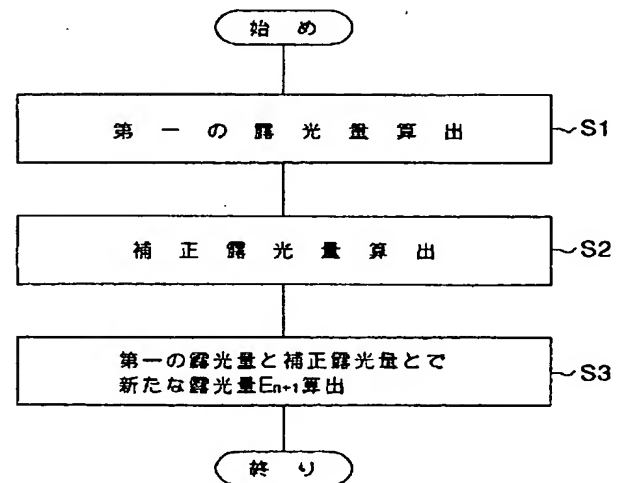 始め
第一の露光量算出
S1
補正露光量算出
S2
第一の露光量と補正露光量とで
新たな露光量En+1算出
S3
終り